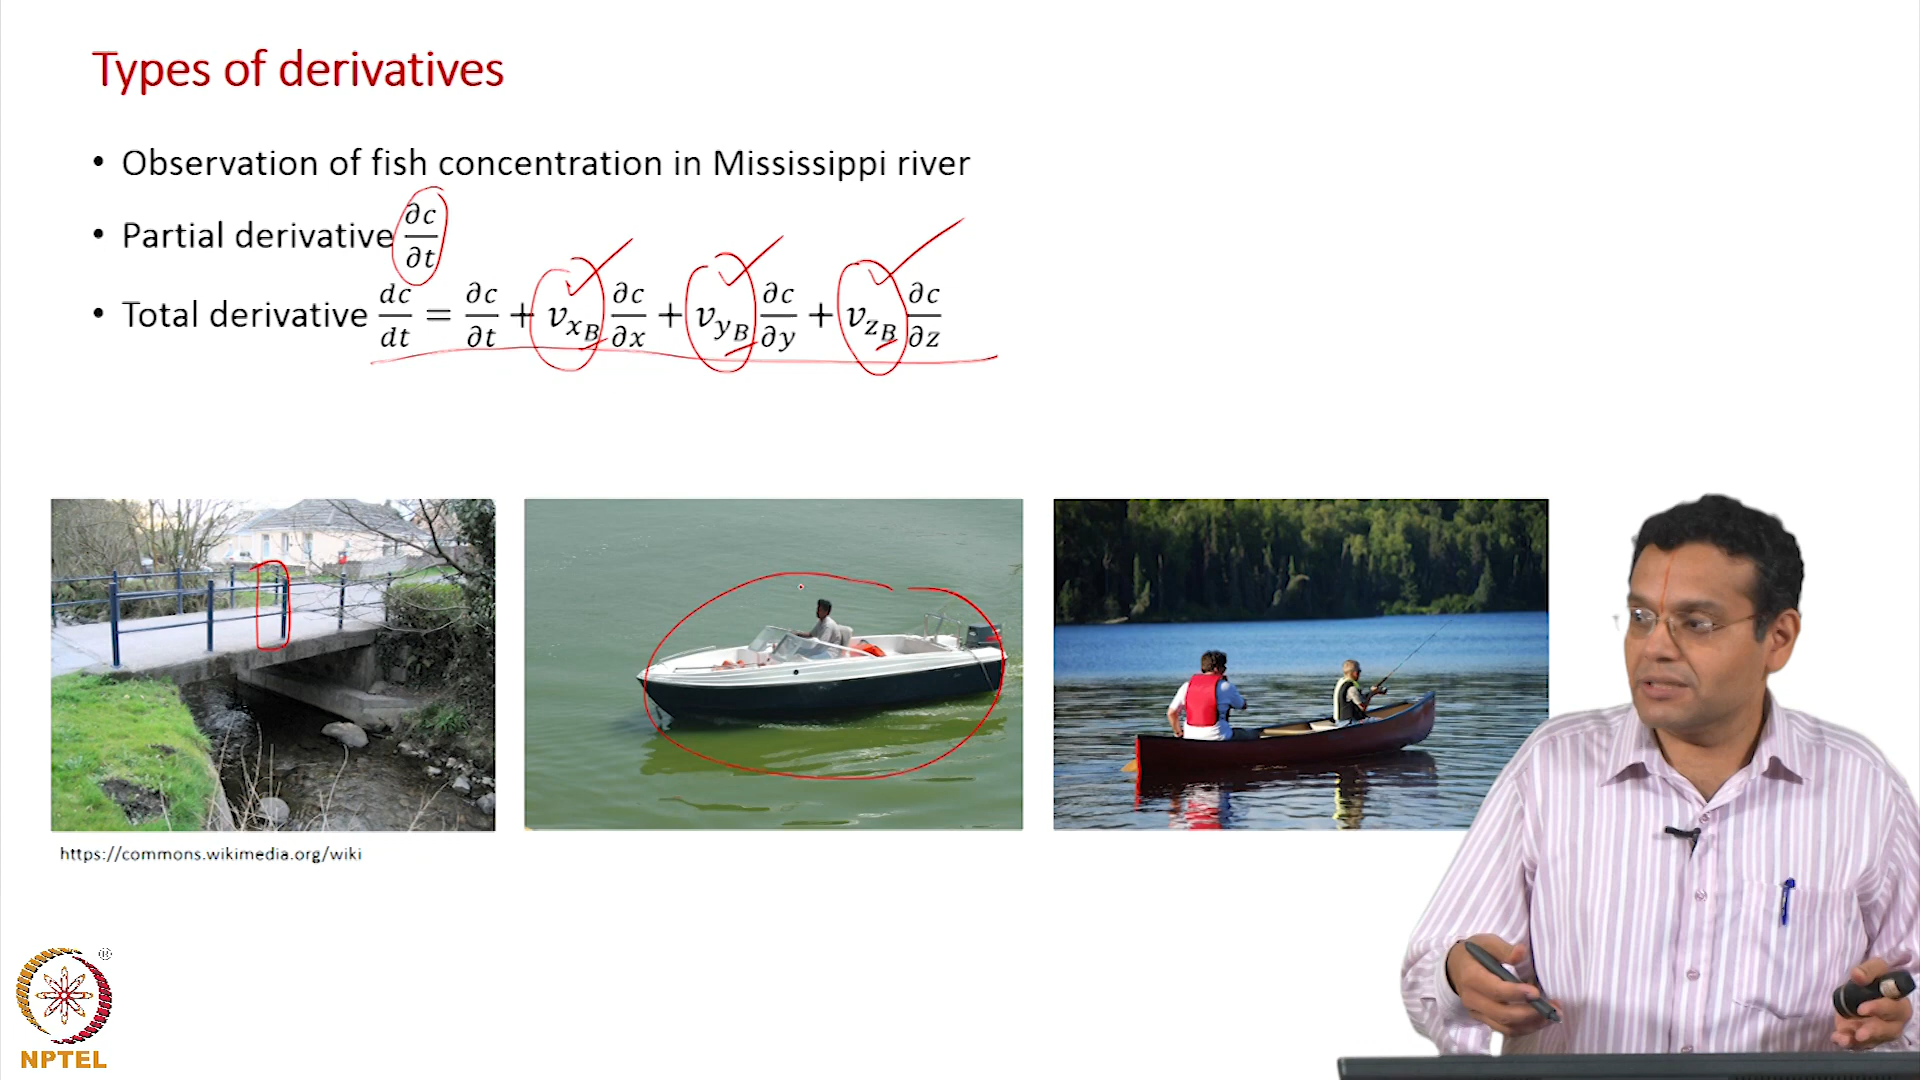 Types of derivatives
• Observation of fish concentration in Mississippi river
• Partial derivative ∂c/∂t
• Total derivative dc/dt = ∂c/∂t + v_{x_B} ∂c/∂x + v_{y_B} ∂c/∂y + v_{z_B} ∂c/∂z
https://commons.wikimedia.org/wiki
®
NPTEL